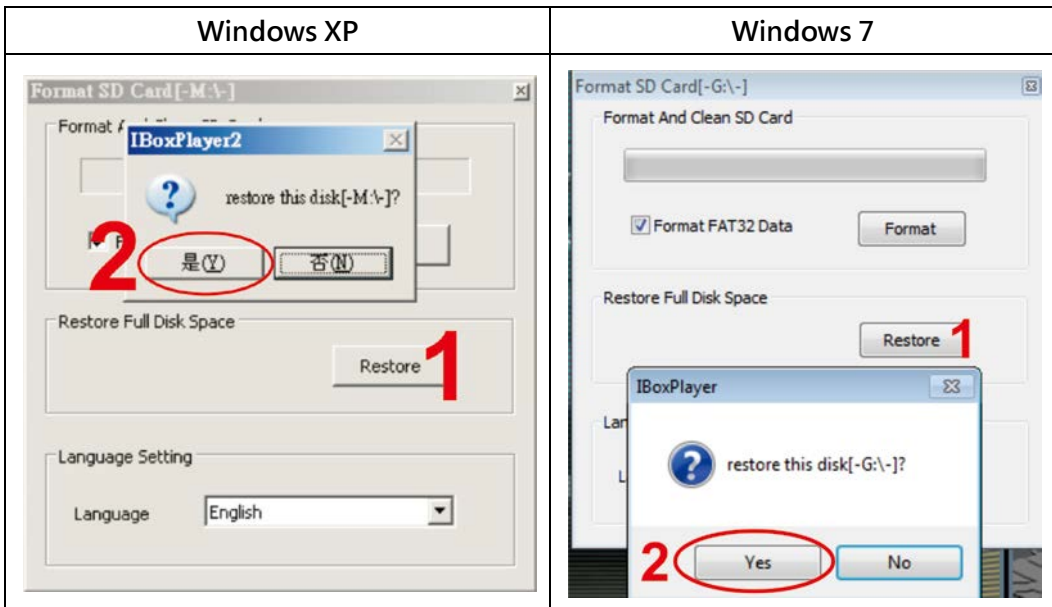 Windows XP
Windows 7
Format SD Card[-M:\-]
IBoxPlayer2
restore this disk[-M:\-]?
2
是(Y)
否(N)
Restore Full Disk Space
Restore
1
Language Setting
Language
English
Format SD Card[-G:\-]
Format And Clean SD Card
Format FAT32 Data
Format
Restore Full Disk Space
Restore
1
IBoxPlayer
restore this disk[-G:\-]?
2
Yes
No